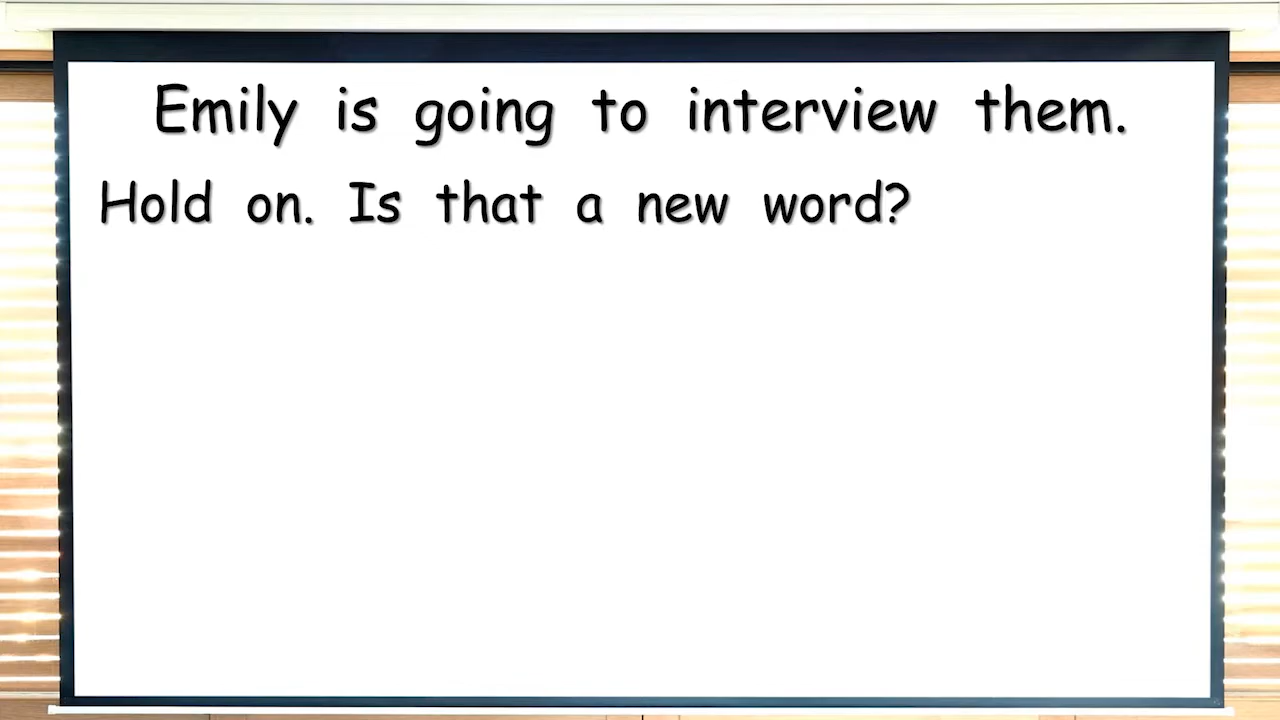 Emily is going to interview them.
Hold on. Is that a new word?